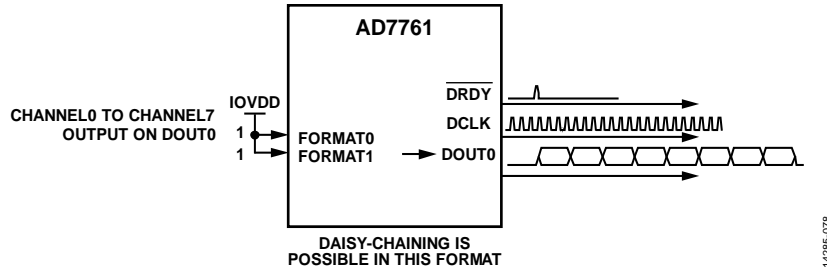 AD7761
DRDY
DCLK
DOUT0
CHANNEL0 TO CHANNEL7
OUTPUT ON DOUT0
IOVDD
1
1
FORMAT0
FORMAT1
DAISY-CHAINING IS
POSSIBLE IN THIS FORMAT
14285-078